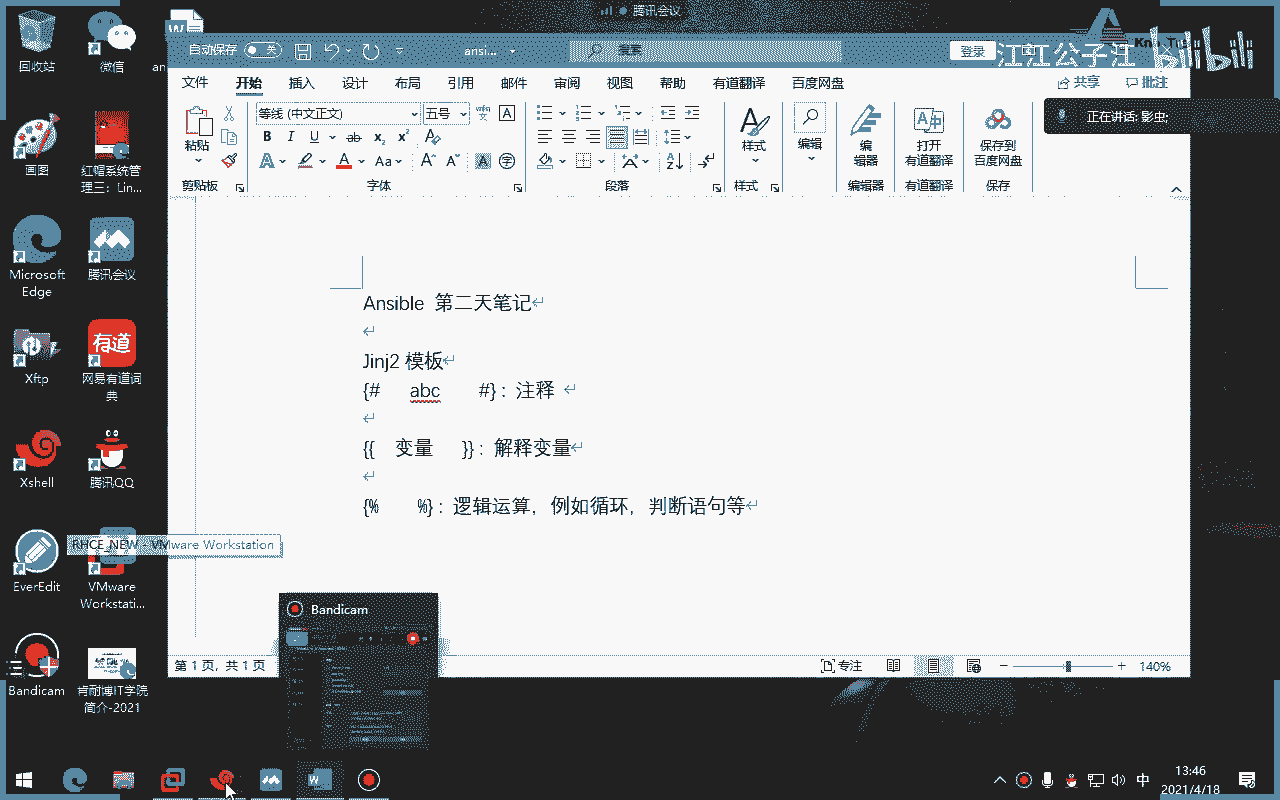 腾讯会议
江江公子江 bilibili
自动保存 关 ansi... 登录
文件 开始 插入 设计 布局 引用 邮件 审阅 视图 帮助 有道翻译 百度网盘 共享 批注
正在讲话: 影虫;
等线 (中文正文) 五号
粘贴
样式
编辑
编
辑器
打开
有道翻译
保存到
百度网盘
剪贴板 字体 段落 样式 编辑器 有道翻译 保存
Ansible 第二天笔记
Jinj2 模板
{# abc #}：注释
{{ 变量 }}：解释变量
{% %}：逻辑运算，例如循环，判断语句等
第 1 页，共 1 页 专注 140%
回收站
微信
an
画图
红帽系统管
理三：Lin...
Microsoft
Edge
腾讯会议
Xftp
网易有道词
典
Xshell
腾讯QQ
RHCE_NEW - VMware Workstation
EverEdit
VMware
Workstati...
Bandicam
肯耐博IT学院
简介-2021
Bandicam
中
13:46
2021/4/18